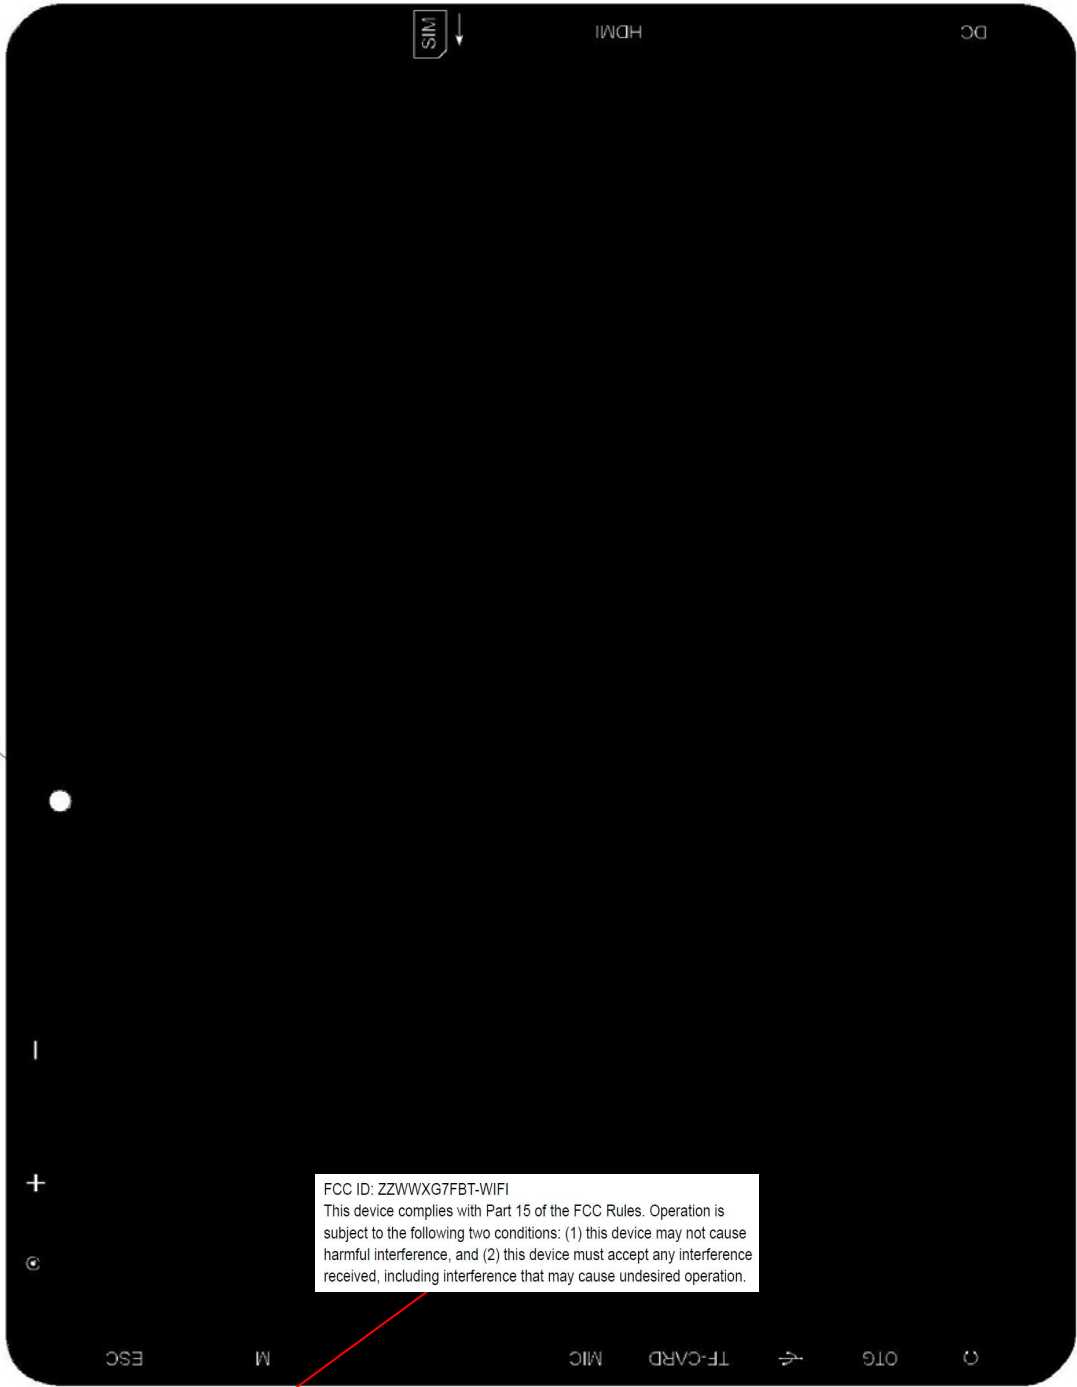 SIM
HDMI
DC
FCC ID: ZZWWXG7FBT-WIFI
This device complies with Part 15 of the FCC Rules. Operation is
subject to the following two conditions: (1) this device may not cause
harmful interference, and (2) this device must accept any interference
received, including interference that may cause undesired operation.
ESC M MIC TF-CARD OTG